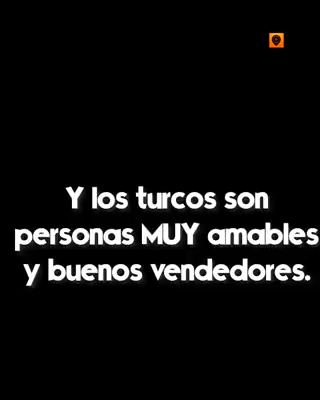 Y los turcos son
personas MUY amables
y buenos vendedores.